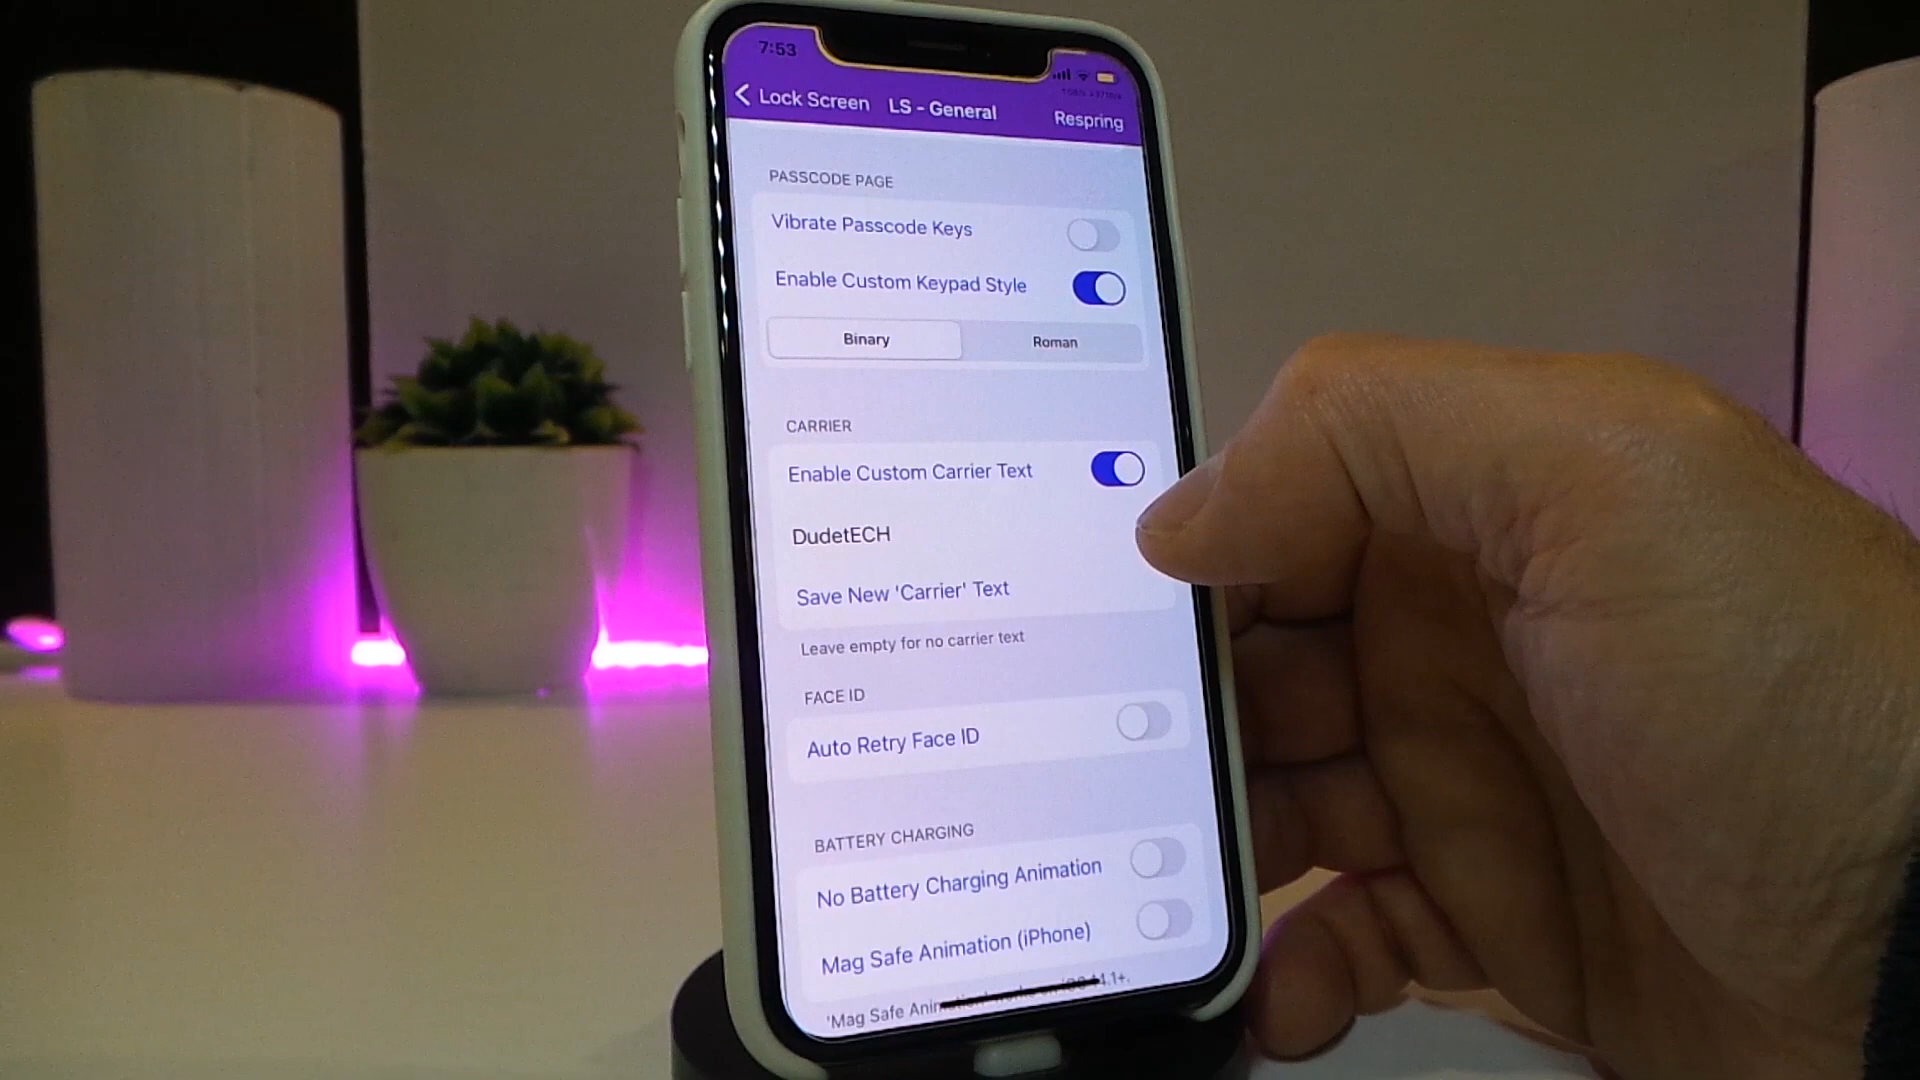 7:53
Lock Screen LS - General Respring
PASSCODE PAGE
Vibrate Passcode Keys
Enable Custom Keypad Style
Binary Roman
CARRIER
Enable Custom Carrier Text
DudetECH
Save New 'Carrier' Text
Leave empty for no carrier text
FACE ID
Auto Retry Face ID
BATTERY CHARGING
No Battery Charging Animation
Mag Safe Animation (iPhone)
'Mag Safe